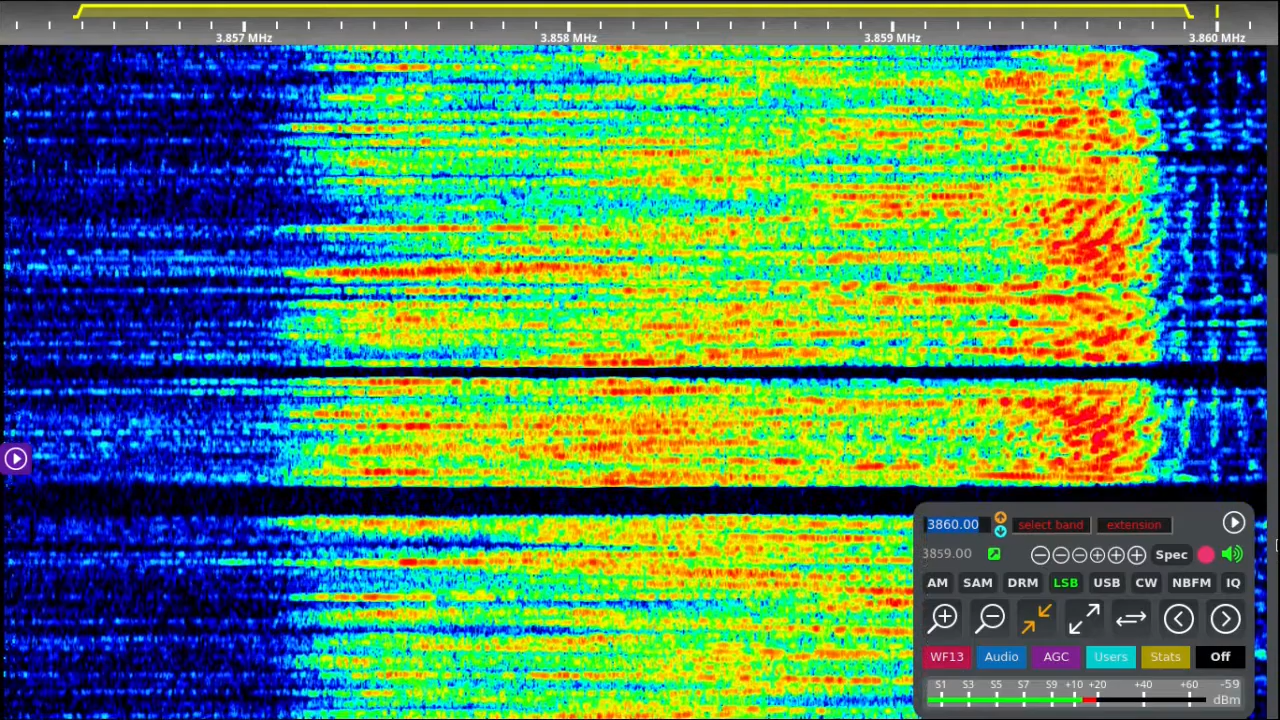 3.857 MHz 3.858 MHz 3.859 MHz 3.860 MHz
3860.00 select band extension
3859.00 Spec
AM SAM DRM LSB USB CW NBFM IQ
WF13 Audio AGC Users Stats Off
S1 S3 S5 S7 S9 +10 +20 +40 +60 -59
dBm